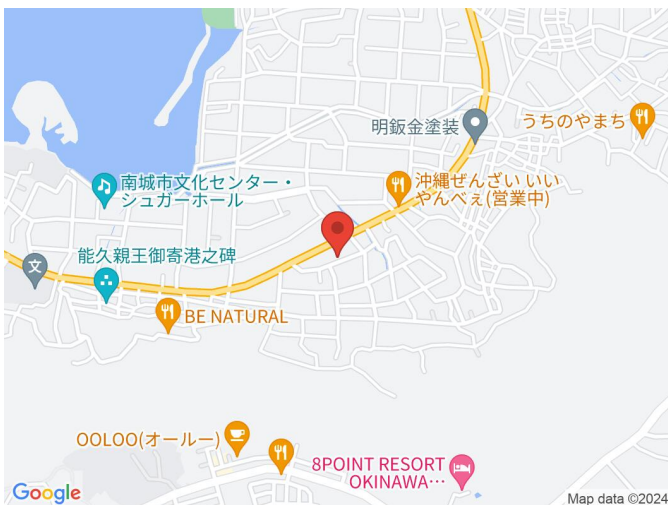 明鈑金塗装
うちのやまち
南城市文化センター・
シュガーホール
沖縄ぜんざい いい
やんべぇ(営業中)
能久親王御寄港之碑
文
BE NATURAL
OOLOO(オールー)
8POINT RESORT
OKINAWA…
Google
Map data ©2024